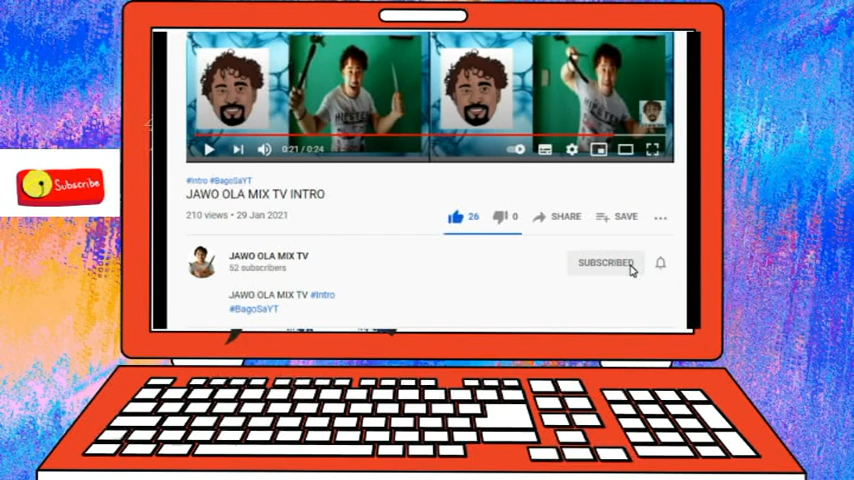 0:21 / 0:24
#Intro #BagoSaYT
JAWO OLA MIX TV INTRO
210 views • 29 Jan 2021
26
0
SHARE
SAVE
Subscribe
JAWO OLA MIX TV
52 subscribers
SUBSCRIBED
JAWO OLA MIX TV #Intro
#BagoSaYT